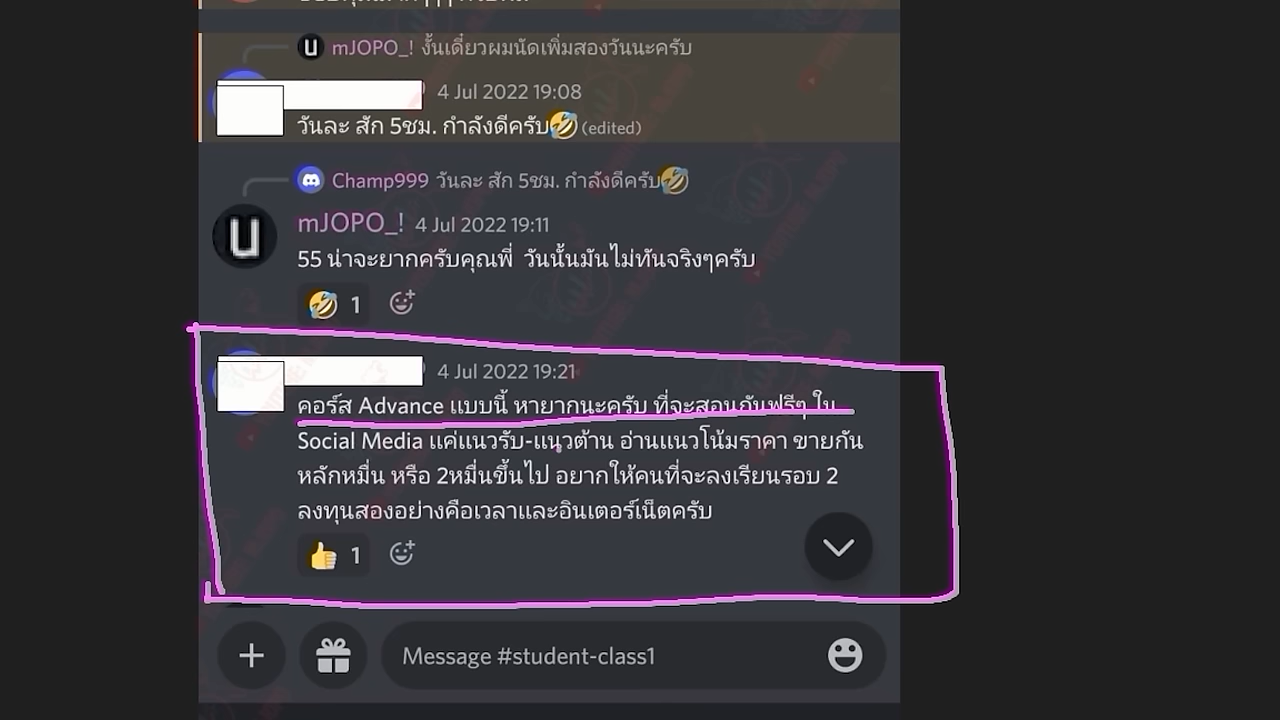 mJOPO_! งั้นเดี๋ยวผมนัดเพิ่มสองวันนะครับ
4 Jul 2022 19:08
วันละ สัก 5ชม. กำลังดีครับ🤣 (edited)
Champ999 วันละ สัก 5ชม. กำลังดีครับ🤣
mJOPO_! 4 Jul 2022 19:11
55 น่าจะยากครับคุณพี่ วันนั้นมันไม่ทันจริงๆครับ
🤣 1
4 Jul 2022 19:21
คอร์ส Advance แบบนี้ หายากนะครับ ที่จะสอนกันฟรีๆ ใน
Social Media แค่แนวรับ-แนวต้าน อ่านแนวโน้มราคา ขายกัน
หลักหมื่น หรือ 2หมื่นขึ้นไป อยากให้คนที่จะลงเรียนรอบ 2
ลงทุนสองอย่างคือเวลาและอินเตอร์เน็ตครับ
👍 1
Message #student-class1